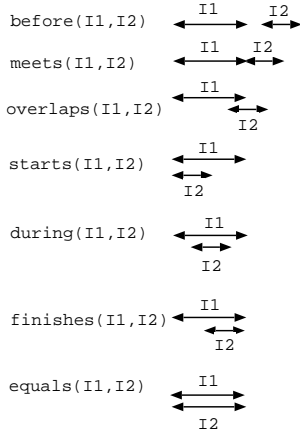 I1 I2
before(I1,I2)
I1 I2
meets(I1,I2)
I1
overlaps(I1,I2)
I2
I1
starts(I1,I2)
I2
I1
during(I1,I2)
I2
I1
finishes(I1,I2)
I2
equals(I1,I2) I1
I2